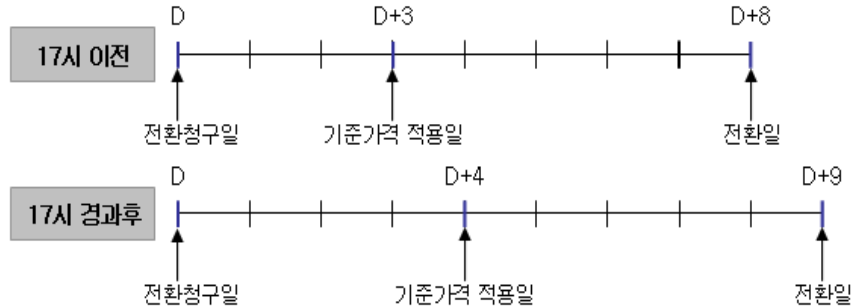 D D+3 D+8
17시 이전
전환청구일 기준가격 적용일 전환일
D D+4 D+9
17시 경과후
전환청구일 기준가격 적용일 전환일